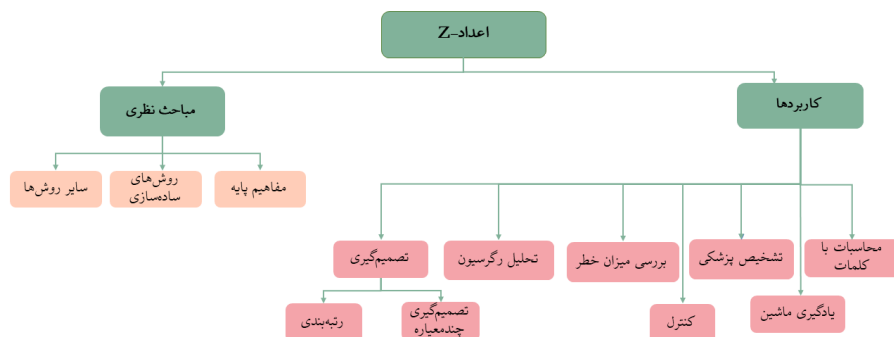 اعداد-Z
کاربردها
مباحث نظری
مفاهیم پایه
روش‌های
ساده‌سازی
سایر روش‌ها
محاسبات با
کلمات
تشخیص پزشکی
بررسی میزان خطر
تحلیل رگرسیون
تصمیم‌گیری
یادگیری ماشین
کنترل
تصمیم‌گیری
چندمعیاره
رتبه‌بندی